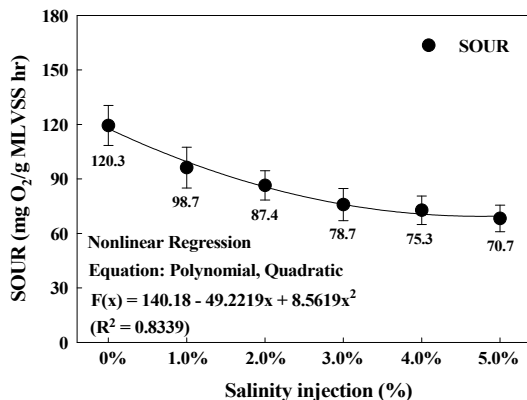 180
150
120
90
60
30
0
SOUR (mg O₂/g MLVSS hr)
SOUR
120.3
98.7
87.4
78.7
75.3
70.7
Nonlinear Regression
Equation: Polynomial, Quadratic
F(x) = 140.18 - 49.2219x + 8.5619x²
(R² = 0.8339)
0% 1.0% 2.0% 3.0% 4.0% 5.0%
Salinity injection (%)